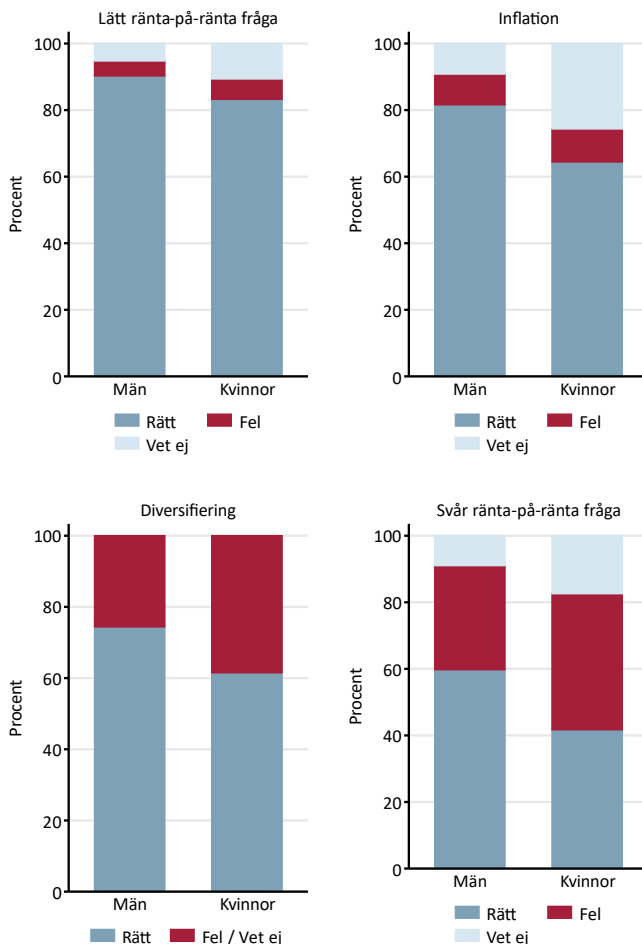 Lätt ränta-på-ränta fråga
Procent
100
80
60
40
20
0
Män Kvinnor
Rätt Fel
Vet ej
Inflation
Procent
100
80
60
40
20
0
Män Kvinnor
Rätt Fel
Vet ej
Diversifiering
Procent
100
80
60
40
20
0
Män Kvinnor
Rätt Fel / Vet ej
Svår ränta-på-ränta fråga
Procent
100
80
60
40
20
0
Män Kvinnor
Rätt Fel
Vet ej